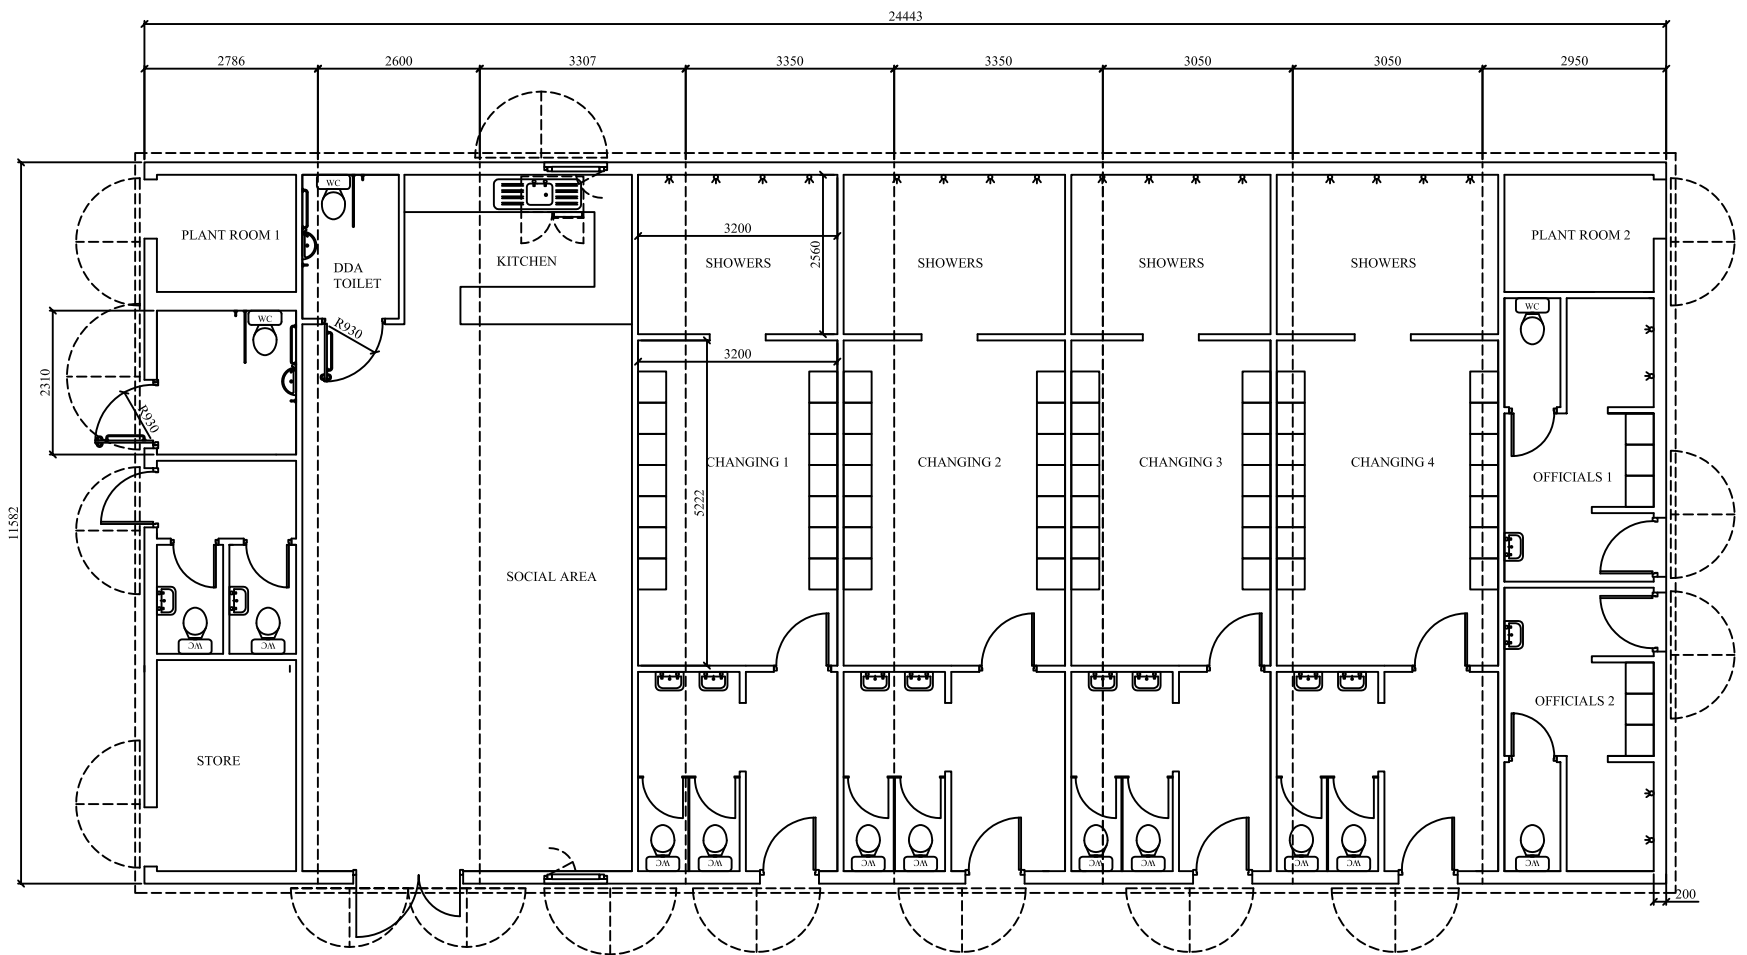 24443
2786
2600
3307
3350
3350
3050
3050
2950
WC
PLANT ROOM 1
3200
2560
PLANT ROOM 2
KITCHEN
SHOWERS
SHOWERS
SHOWERS
SHOWERS
DDA
TOILET
WC
R930
WC
3200
2310
R930
CHANGING 1
CHANGING 2
CHANGING 3
CHANGING 4
OFFICIALS 1
5222
11582
SOCIAL AREA
WC
WC
OFFICIALS 2
STORE
WC
WC
WC
WC
WC
WC
WC
WC
WC
200